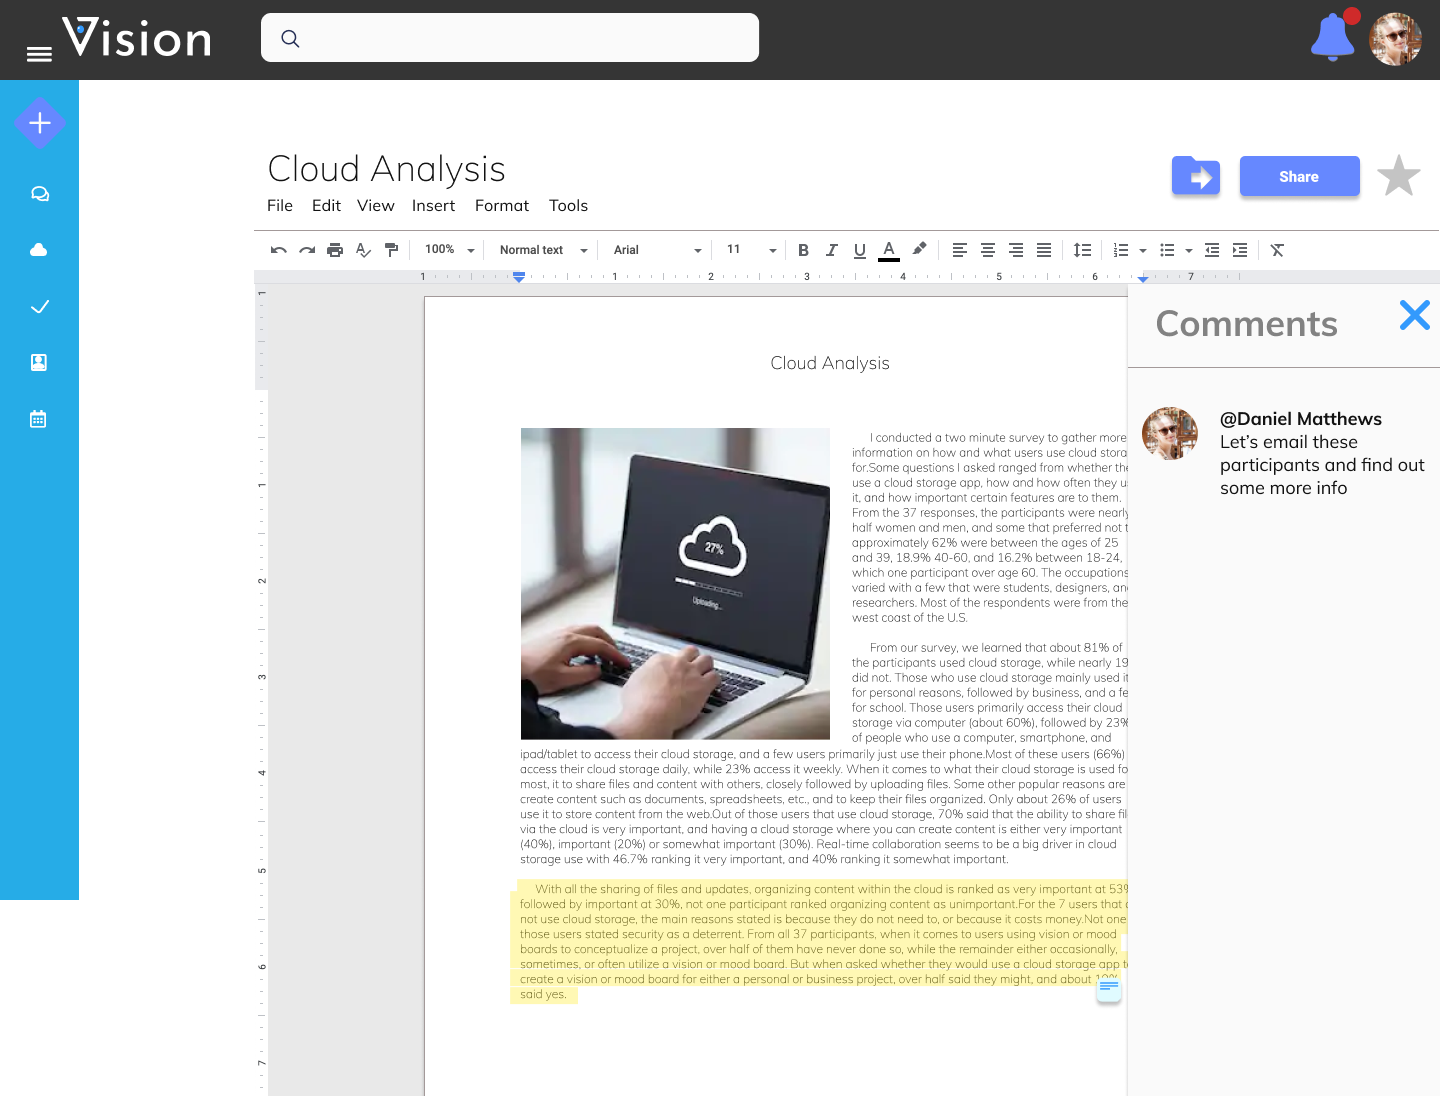 Vision
Cloud Analysis
Share
File Edit View Insert Format Tools
100% Normal text Arial 11 B I U A
1 1 2 3 4 5 6 7
Comments
Cloud Analysis
@Daniel Matthews
Let's email these
participants and find out
some more info
27%
Uploading...
I conducted a two minute survey to gather more
information on how and what users use cloud stora
for.Some questions I asked ranged from whether the
use a cloud storage app, how and how often they u
it, and how important certain features are to them.
From the 37 responses, the participants were nearly
half women and men, and some that preferred not t
approximately 62% were between the ages of 25
and 39, 18.9% 40-60, and 16.2% between 18-24,
which one participant over age 60. The occupations
varied with a few that were students, designers, and
researchers. Most of the respondents were from the
west coast of the U.S.
From our survey, we learned that about 81% of
the participants used cloud storage, while nearly 19
did not. Those who use cloud storage mainly used it
for personal reasons, followed by business, and a fe
for school. Those users primarily access their cloud
storage via computer (about 60%), followed by 23%
of people who use a computer, smartphone, and
ipad/tablet to access their cloud storage, and a few users primarily just use their phone.Most of these users (66%)
access their cloud storage daily, while 23% access it weekly. When it comes to what their cloud storage is used fo
most, it to share files and content with others, closely followed by uploading files. Some other popular reasons are
create content such as documents, spreadsheets, etc., and to keep their files organized. Only about 26% of users
use it to store content from the web.Out of those users that use cloud storage, 70% said that the ability to share fil
via the cloud is very important, and having a cloud storage where you can create content is either very important
(40%), important (20%) or somewhat important (30%). Real-time collaboration seems to be a big driver in cloud
storage use with 46.7% ranking it very important, and 40% ranking it somewhat important.
With all the sharing of files and updates, organizing content within the cloud is ranked as very important at 53%
followed by important at 30%, not one participant ranked organizing content as unimportant.For the 7 users that d
not use cloud storage, the main reasons stated is because they do not need to, or because it costs money.Not one
those users stated security as a deterrent. From all 37 participants, when it comes to users using vision or mood
boards to conceptualize a project, over half of them have never done so, while the remainder either occasionally,
sometimes, or often utilize a vision or mood board. But when asked whether they would use a cloud storage app t
create a vision or mood board for either a personal or business project, over half said they might, and about
said yes.
1
1
2
3
4
5
6
7